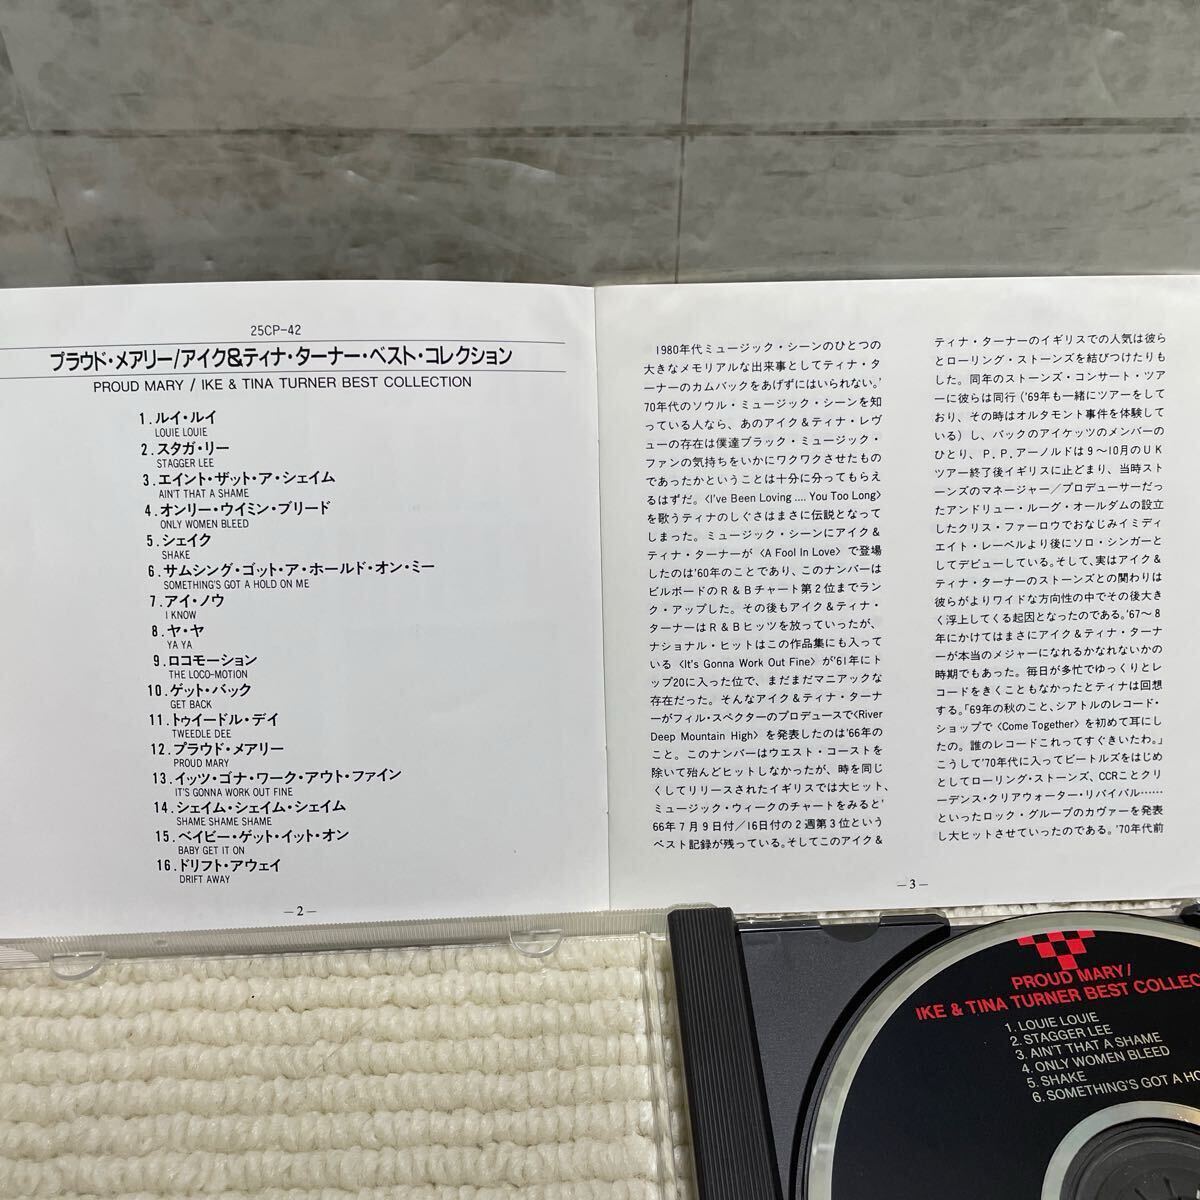 25CP-42
プラウド・メアリー/アイク&ティナ・ターナー・ベスト・コレクション
PROUD MARY / IKE & TINA TURNER BEST COLLECTION
1.ルイ・ルイ
LOUIE LOUIE
2.スタガ・リー
STAGGER LEE
3.エイント・ザット・ア・シェイム
AIN'T THAT A SHAME
4.オンリー・ウイミン・ブリード
ONLY WOMEN BLEED
5.シェイク
SHAKE
6.サムシング・ゴット・ア・ホールド・オン・ミー
SOMETHING'S GOT A HOLD ON ME
7.アイ・ノウ
I KNOW
8.ヤ・ヤ
YA YA
9.ロコモーション
THE LOCO-MOTION
10.ゲット・バック
GET BACK
11.トゥイードル・デイ
TWEEDLE DEE
12.プラウド・メアリー
PROUD MARY
13.イッツ・ゴナ・ワーク・アウト・ファイン
IT'S GONNA WORK OUT FINE
14.シェイム・シェイム・シェイム
SHAME SHAME SHAME
15.ベイビー・ゲット・イット・オン
BABY GET IT ON
16.ドリフト・アウェイ
DRIFT AWAY
—2—
1980年代ミュージック・シーンのひとつの
大きなメモリアルな出来事としてティナ・タ
ーナーのカムバックをあげずにはいられない。'
70年代のソウル・ミュージック・シーンを知
っている人なら、あのアイク&ティナ・レヴ
ューの存在は僕達ブラック・ミュージック・
ファンの気持ちをいかにワクワクさせたもの
であったかということは十分に分ってもらえ
るはずだ。〈I've Been Loving .... You Too Long〉
を歌うティナのしぐさはまさに伝説となって
しまった。ミュージック・シーンにアイク&
ティナ・ターナーが〈A Fool In Love〉で登場
したのは'60年のことであり、このナンバーは
ビルボードのR&Bチャート第2位までラン
ク・アップした。その後もアイク&ティナ・
ターナーはR&Bヒッツを放っていったが、
ナショナル・ヒットはこの作品集にも入って
いる〈It's Gonna Work Out Fine〉が'61年にト
ップ20に入った位で、まだまだマニアックな
存在だった。そんなアイク&ティナ・ターナ
ーがフィル・スペクターのプロデュースで〈River
Deep Mountain High〉を発表したのは'66年の
こと。このナンバーはウエスト・コーストを
除いて殆んどヒットしなかったが、時を同じ
くしてリリースされたイギリスでは大ヒット、
ミュージック・ウィークのチャートをみると'
66年7月9日付/16日付の2週第3位という
ベスト記録が残っている。そしてこのアイク&
ティナ・ターナーのイギリスでの人気は彼ら
とローリング・ストーンズを結びつけたりも
した。同年のストーンズ・コンサート・ツア
ーに彼らは同行('69年も一緒にツアーをして
おり、その時はオルタモント事件を体験して
いる)し、バックのアイケッツのメンバーの
ひとり、P.P.アーノルドは9~10月のUK
ツアー終了後イギリスに止どまり、当時スト
ーンズのマネージャー/プロデューサーだっ
たアンドリュー・ルーグ・オールダムの設立
したクリス・ファーロウでおなじみイミディ
エイト・レーベルより後にソロ・シンガーと
してデビューしている。そして、実はアイク&
ティナ・ターナーのストーンズとの関わりは
彼らがよりワイドな方向性の中でその後大き
く浮上してくる起因となったのである。'67~8
年にかけてはまさにアイク&ティナ・ターナ
ーが本当のメジャーになれるかなれないかの
時期でもあった。毎日が多忙でゆっくりとレ
コードをきくこともなかったとティナは回想
する。「'69年の秋のこと、シアトルのレコード・
ショップで〈Come Together〉を初めて耳にし
たの。誰のレコードこれってすぐきいたわ。」
こうして'70年代に入ってビートルズをはじめ
としてローリング・ストーンズ、CCRことクリ
ーデンス・クリアウォーター・リバイバル……
といったロック・グループのカヴァーを発表
し大ヒットさせていったのである。'70年代前
—3—
PROUD MARY/
IKE & TINA TURNER BEST COLLEC
1. LOUIE LOUIE
2. STAGGER LEE
3. AIN'T THAT A SHAME
4. ONLY WOMEN BLEED
5. SHAKE
6. SOMETHING'S GOT A HO